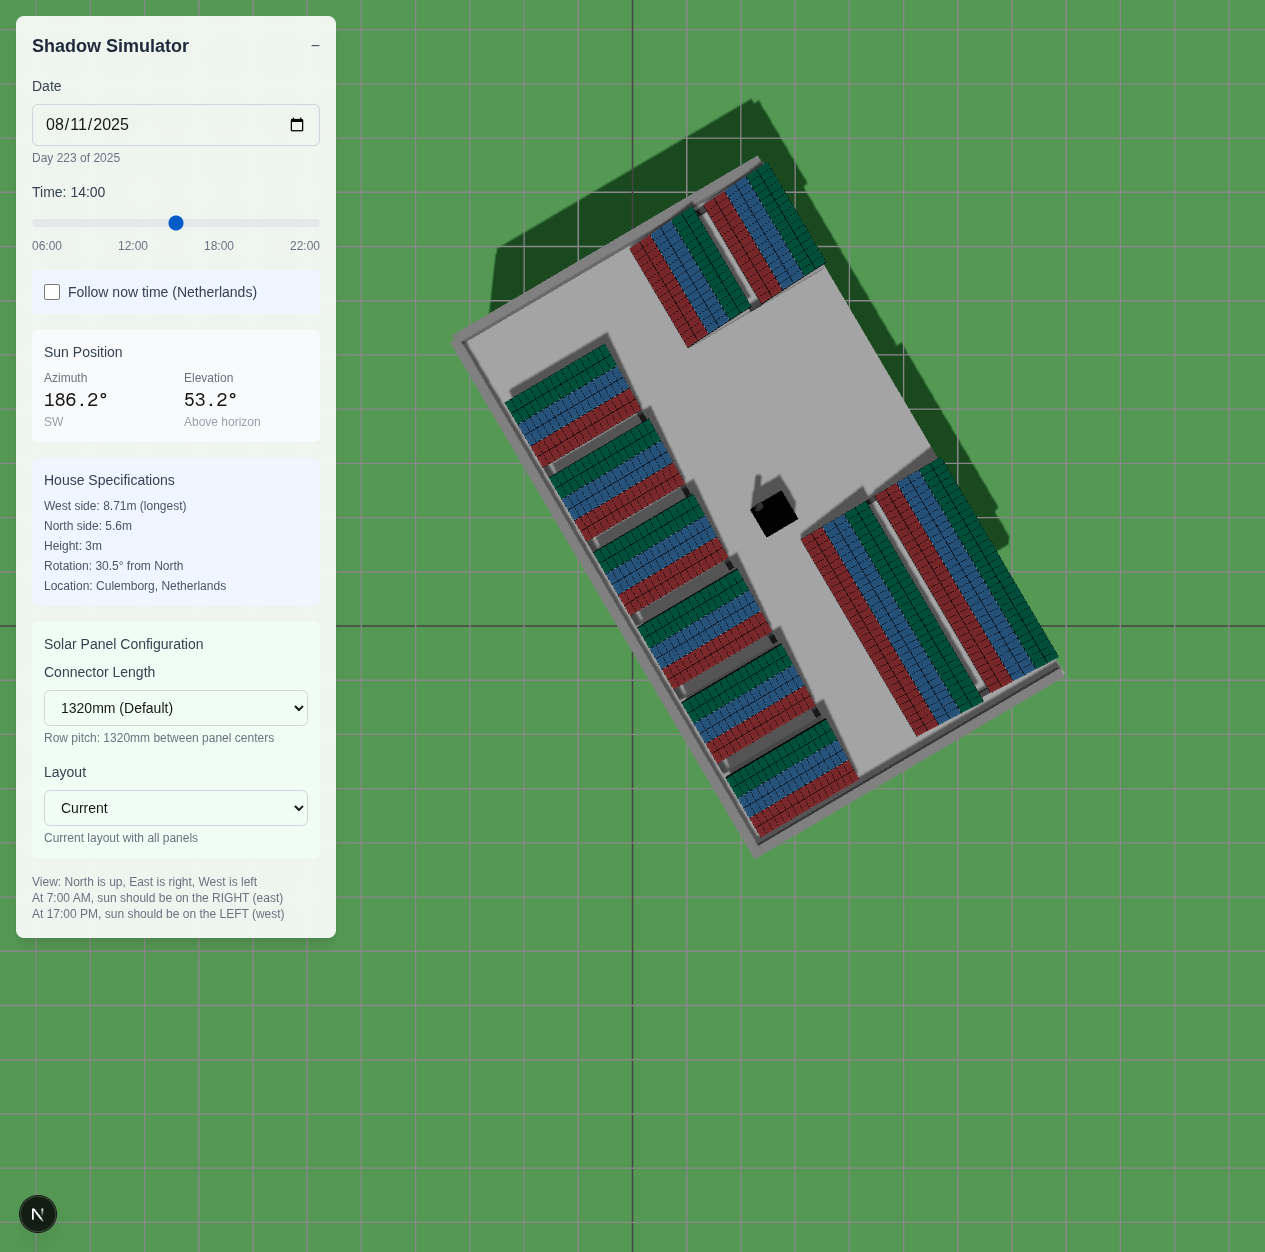 Shadow Simulator −
Date
08/11/2025
Day 223 of 2025
Time: 14:00
06:00 12:00 18:00 22:00
Follow now time (Netherlands)
Sun Position
Azimuth Elevation
186.2° 53.2°
SW Above horizon
House Specifications
West side: 8.71m (longest)
North side: 5.6m
Height: 3m
Rotation: 30.5° from North
Location: Culemborg, Netherlands
Solar Panel Configuration
Connector Length
1320mm (Default)
Row pitch: 1320mm between panel centers
Layout
Current
Current layout with all panels
View: North is up, East is right, West is left
At 7:00 AM, sun should be on the RIGHT (east)
At 17:00 PM, sun should be on the LEFT (west)
N